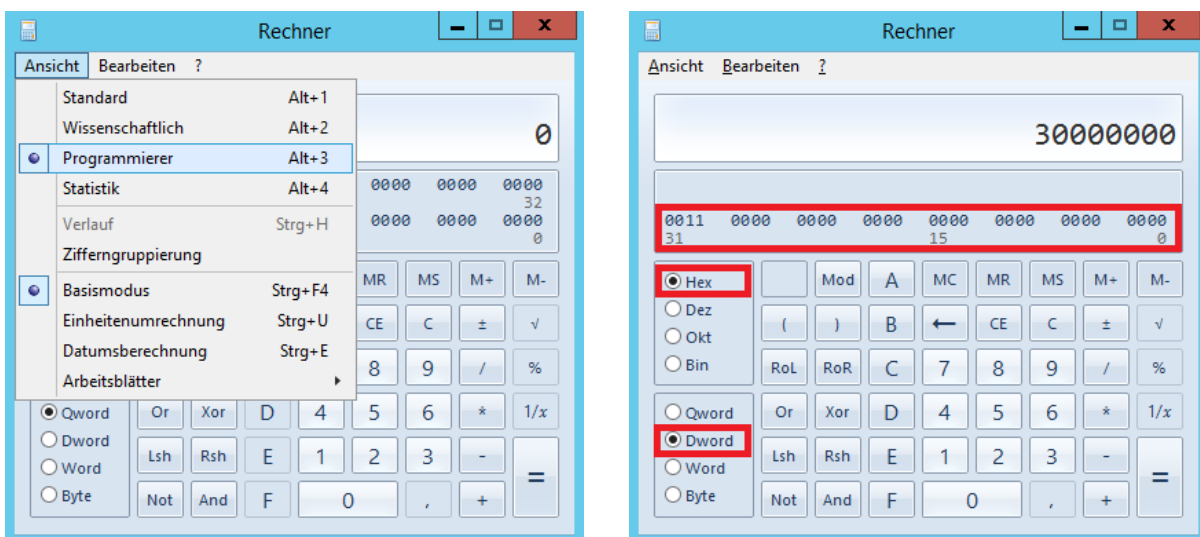 Rechner
Ansicht Bearbeiten ?
Standard Alt+1
Wissenschaftlich Alt+2
0
Programmierer Alt+3
Statistik Alt+4
0000 0000 0000
32
Verlauf Strg+H
0000 0000 0000
0
Zifferngruppierung
Basismodus Strg+F4
MR MS M+ M-
Einheitenumrechnung Strg+U
CE C ± √
Datumsberechnung Strg+E
8 9 / %
Arbeitsblätter
Qword Or Xor D 4 5 6 * 1/x
Dword
Lsh Rsh E 1 2 3 - =
Word
Byte Not And F 0 , +
Rechner
Ansicht Bearbeiten ?
30000000
0011 0000 0000 0000 0000 0000 0000 0000
31 15 0
Hex Mod A MC MR MS M+ M-
Dez
( ) B ← CE C ± √
Okt
Bin RoL RoR C 7 8 9 / %
Qword Or Xor D 4 5 6 * 1/x
Dword
Lsh Rsh E 1 2 3 - =
Word
Byte Not And F 0 , +